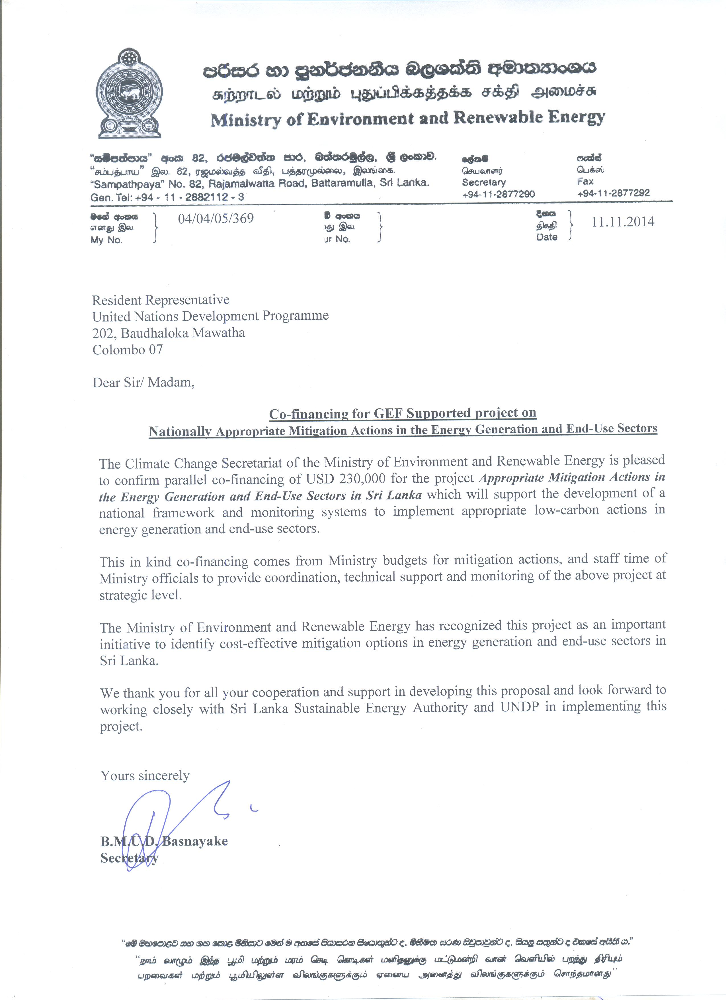 පරිසර හා පුනර්ජනනීය බලශක්ති අමාත්‍යාංශය
சுற்றாடல் மற்றும் புதுப்பிக்கத்தக்க சக்தி அமைச்சு
Ministry of Environment and Renewable Energy
“සම්පත්පාය” අංක 82, රජමල්වත්ත පාර, බත්තරමුල්ල, ශ්‍රී ලංකාව.
“சம்பத்பாய” இல. 82, ரஜமல்வத்த வீதி, பத்தரமுல்லை, இலங்கை.
“Sampathpaya” No. 82, Rajamalwatta Road, Battaramulla, Sri Lanka.
Gen. Tel: +94 - 11 - 2882112 - 3
ලේකම්
செயலாளர்
Secretary
+94-11-2877290
ෆැක්ස්
பெக்ஸ்
Fax
+94-11-2877292
මගේ අංකය
எனது இல.
My No.
04/04/05/369
අංකය
இல.
No.
දිනය
திகதி
Date
11.11.2014
Resident Representative
United Nations Development Programme
202, Baudhaloka Mawatha
Colombo 07
Dear Sir/ Madam,
Co-financing for GEF Supported project on
Nationally Appropriate Mitigation Actions in the Energy Generation and End-Use Sectors
The Climate Change Secretariat of the Ministry of Environment and Renewable Energy is pleased
to confirm parallel co-financing of USD 230,000 for the project Appropriate Mitigation Actions in
the Energy Generation and End-Use Sectors in Sri Lanka which will support the development of a
national framework and monitoring systems to implement appropriate low-carbon actions in
energy generation and end-use sectors.
This in kind co-financing comes from Ministry budgets for mitigation actions, and staff time of
Ministry officials to provide coordination, technical support and monitoring of the above project at
strategic level.
The Ministry of Environment and Renewable Energy has recognized this project as an important
initiative to identify cost-effective mitigation options in energy generation and end-use sectors in
Sri Lanka.
We thank you for all your cooperation and support in developing this proposal and look forward to
working closely with Sri Lanka Sustainable Energy Authority and UNDP in implementing this
project.
Yours sincerely
B.M.U.D. Basnayake
Secretary
“මේ මහපොළව සහ ගහ කොළ මිනිසාට මෙන් ම අහසේ පියාසරන සියොතුන්ට ද, මිහිමත සරණ සිවුපාවුන්ට ද, සියලු සතුන්ට ද එකසේ අයිති ය.”
“நாம் வாழும் இந்த பூமி மற்றும் மரம் செடி கொடிகள் மனிதனுக்கு மட்டுமன்றி வான் வெளியில் பறந்து திரியும்
பறவைகள் மற்றும் பூமியிலுள்ள விலங்குகளுக்கும் ஏனைய அனைத்து விலங்குகளுக்கும் சொந்தமானது”